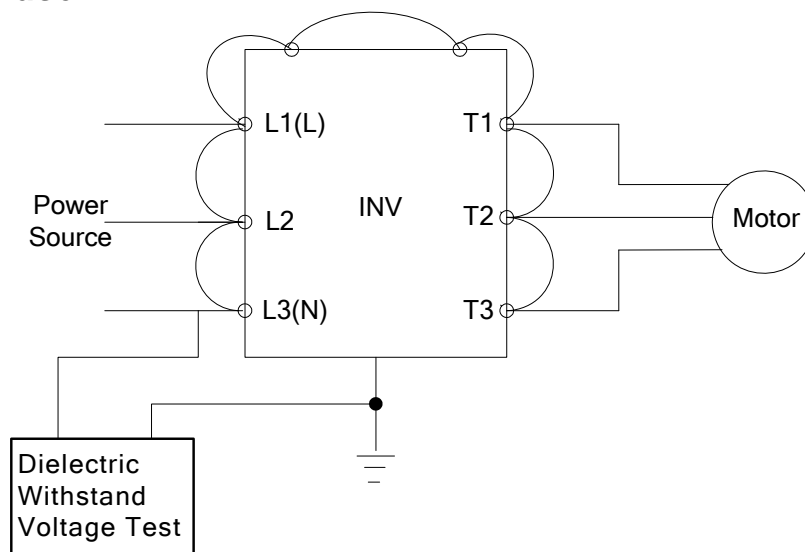 L1(L)
T1
Power
Source
L2
INV
T2
Motor
L3(N)
T3
Dielectric
Withstand
Voltage Test